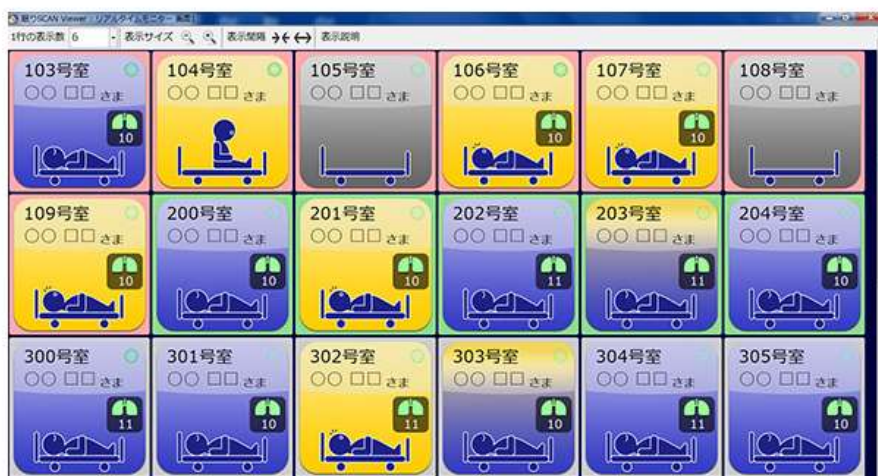 眠りSCAN Viewer : リアルタイムモニター 画面1
1行の表示数 6 表示サイズ 表示間隔 表示説明
103号室 104号室 105号室 106号室 107号室 108号室
○○ □□ さま ○○ □□ さま ○○ □□ さま ○○ □□ さま ○○ □□ さま ○○ □□ さま
10 10 10
109号室 200号室 201号室 202号室 203号室 204号室
○○ □□ さま ○○ □□ さま ○○ □□ さま ○○ □□ さま ○○ □□ さま ○○ □□ さま
10 10 10 11 11 10
300号室 301号室 302号室 303号室 304号室 305号室
○○ □□ さま ○○ □□ さま ○○ □□ さま ○○ □□ さま ○○ □□ さま ○○ □□ さま
11 10 11 10 11 10